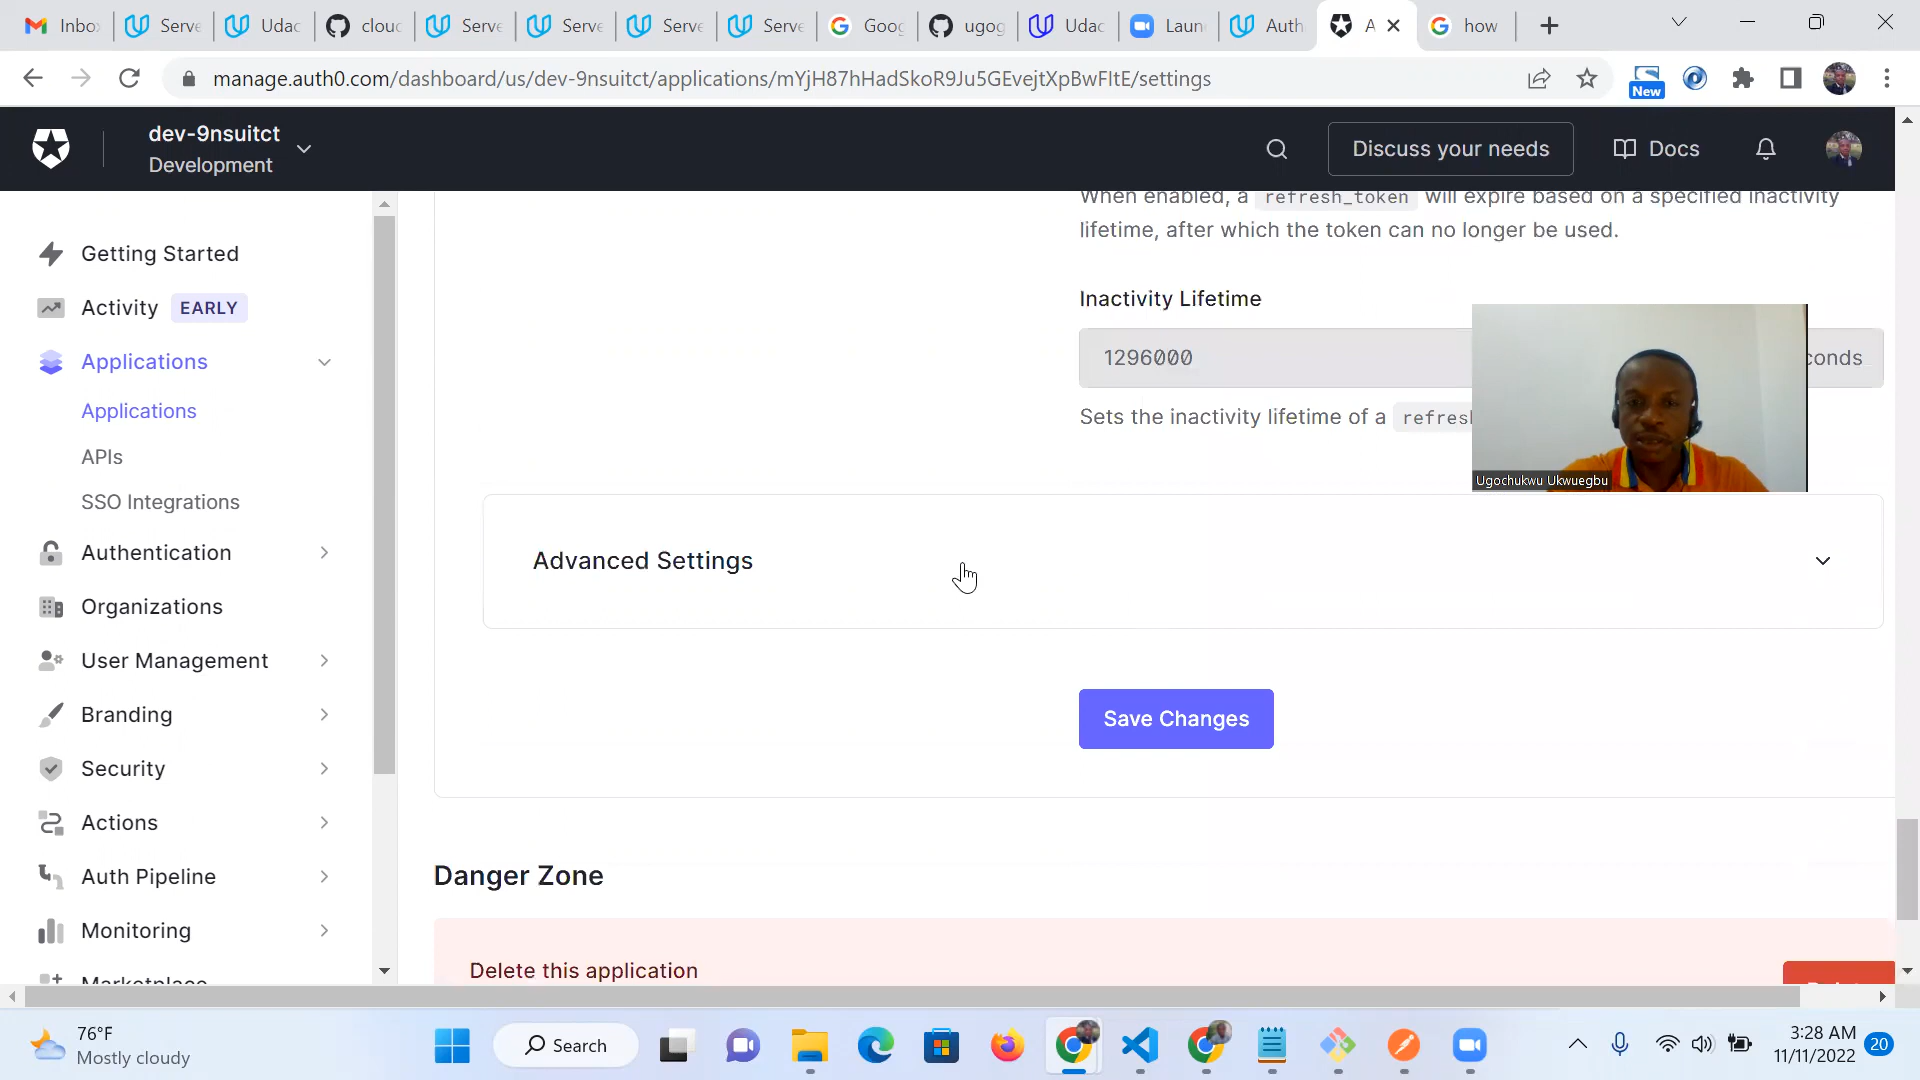 Inbo
Serve
Udac
clouc
Serve
Serve
Serve
Serve
Goog
ugog
Udac
Laun
Auth
A
how
manage.auth0.com/dashboard/us/dev-9nsuitct/applications/mYjH87hHadSkoR9Ju5GEvejtXpBwFltE/settings
New
dev-9nsuitct
Development
Discuss your needs
Docs
Getting Started
Activity EARLY
Applications
Applications
APIs
SSO Integrations
Authentication
Organizations
User Management
Branding
Security
Actions
Auth Pipeline
Monitoring
Marketplace
When enabled, a refresh_token will expire based on a specified inactivity
lifetime, after which the token can no longer be used.
Inactivity Lifetime
1296000
conds
Sets the inactivity lifetime of a refresh
Ugochukwu Ukwuegbu
Advanced Settings
Save Changes
Danger Zone
Delete this application
76°F
Mostly cloudy
Search
3:28 AM
11/11/2022
20